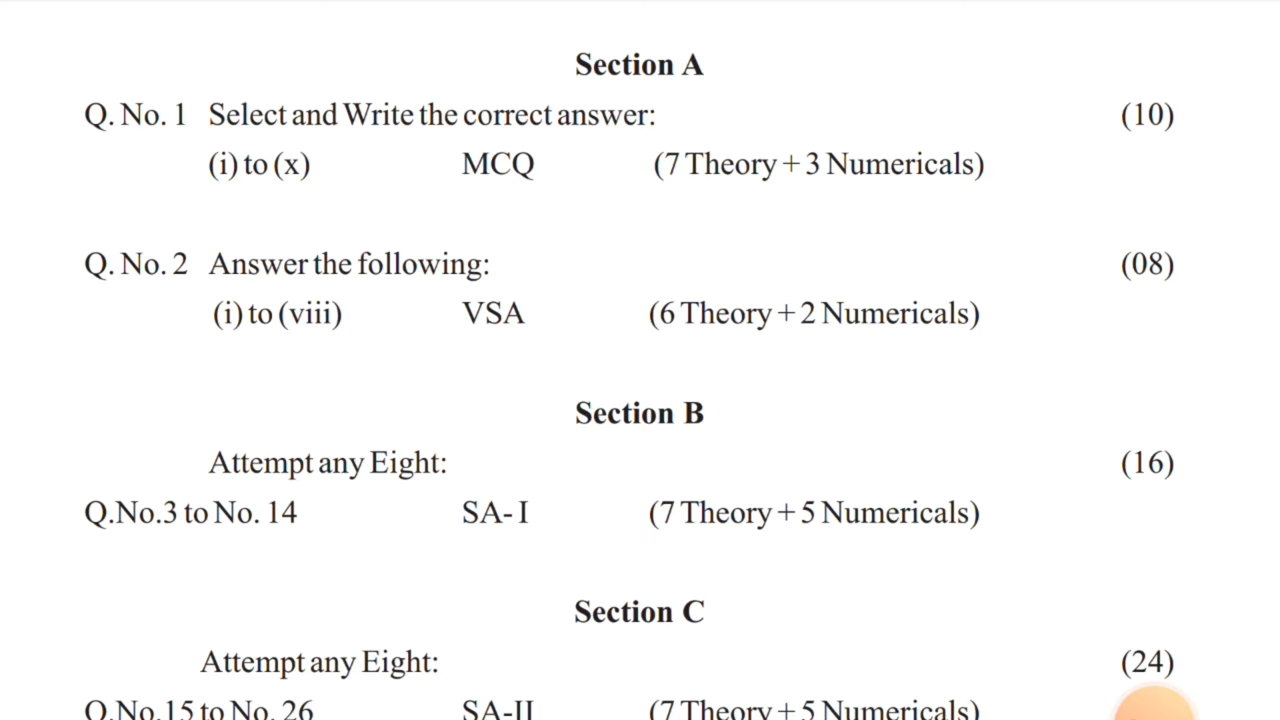 Section A
Q. No. 1 Select and Write the correct answer: (10)
(i) to (x) MCQ (7 Theory + 3 Numericals)
Q. No. 2 Answer the following: (08)
(i) to (viii) VSA (6 Theory + 2 Numericals)
Section B
Attempt any Eight: (16)
Q.No.3 to No. 14 SA- I (7 Theory + 5 Numericals)
Section C
Attempt any Eight: (24)
Q.No.15 to No. 26 SA-II (7 Theory + 5 Numericals)